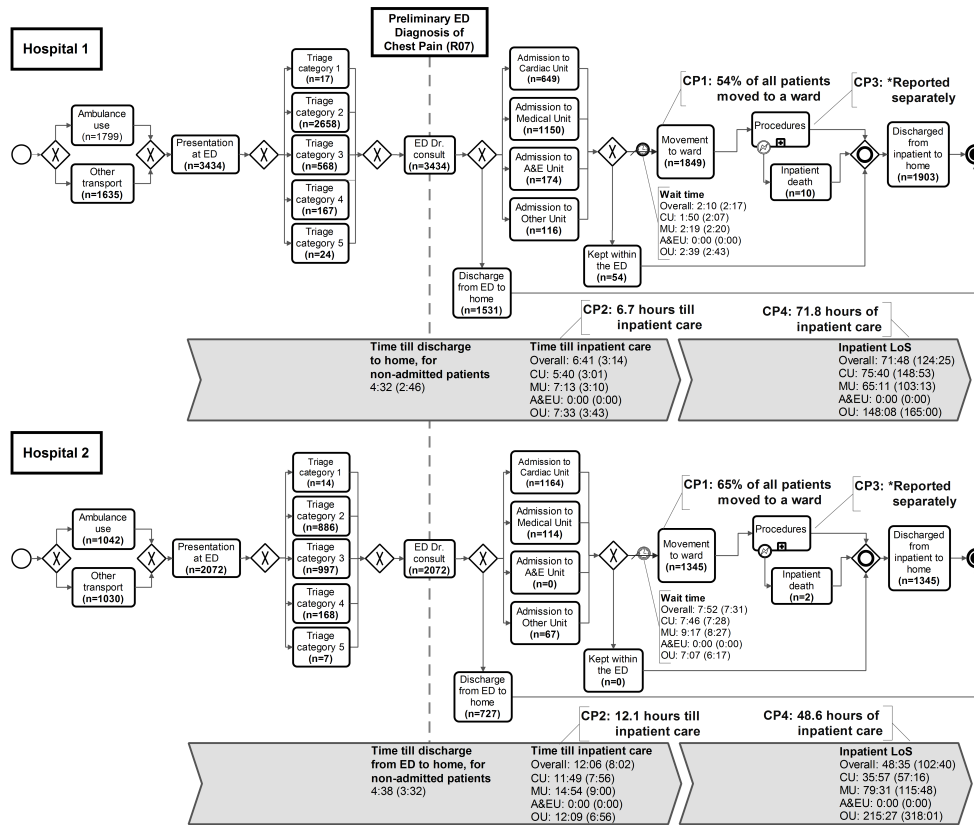 Preliminary ED
Diagnosis of
Chest Pain (R07)
Hospital 1
Ambulance
use
(n=1799)
Other
transport
(n=1635)
X
X
Presentation
at ED
(n=3434)
X
Triage
category 1
(n=17)
Triage
category 2
(n=2658)
Triage
category 3
(n=568)
Triage
category 4
(n=167)
Triage
category 5
(n=24)
X
ED Dr.
consult
(n=3434)
X
Admission to
Cardiac Unit
(n=649)
Admission to
Medical Unit
(n=1150)
Admission to
A&E Unit
(n=174)
Admission to
Other Unit
(n=116)
Discharge
from ED to
home
(n=1531)
X
CP1: 54% of all patients
moved to a ward
Movement
to ward
(n=1849)
Wait time
Overall: 2:10 (2:17)
CU: 1:50 (2:07)
MU: 2:19 (2:20)
A&EU: 0:00 (0:00)
OU: 2:39 (2:43)
Kept within
the ED
(n=54)
CP3: *Reported
separately
Procedures
Inpatient
death
(n=10)
Discharged
from
inpatient to
home
(n=1903)
CP2: 6.7 hours till
inpatient care
CP4: 71.8 hours of
inpatient care
Time till discharge
to home, for
non-admitted patients
4:32 (2:46)
Time till inpatient care
Overall: 6:41 (3:14)
CU: 5:40 (3:01)
MU: 7:13 (3:10)
A&EU: 0:00 (0:00)
OU: 7:33 (3:43)
Inpatient LoS
Overall: 71:48 (124:25)
CU: 75:40 (148:53)
MU: 65:11 (103:13)
A&EU: 0:00 (0:00)
OU: 148:08 (165:00)
Hospital 2
Ambulance
use
(n=1042)
Other
transport
(n=1030)
X
X
Presentation
at ED
(n=2072)
X
Triage
category 1
(n=14)
Triage
category 2
(n=886)
Triage
category 3
(n=997)
Triage
category 4
(n=168)
Triage
category 5
(n=7)
X
ED Dr.
consult
(n=2072)
X
Admission to
Cardiac Unit
(n=1164)
Admission to
Medical Unit
(n=114)
Admission to
A&E Unit
(n=0)
Admission to
Other Unit
(n=67)
Discharge
from ED to
home
(n=727)
X
CP1: 65% of all patients
moved to a ward
Movement
to ward
(n=1345)
Wait time
Overall: 7:52 (7:31)
CU: 7:46 (7:28)
MU: 9:17 (8:27)
A&EU: 0:00 (0:00)
OU: 7:07 (6:17)
Kept within
the ED
(n=0)
CP3: *Reported
separately
Procedures
Inpatient
death
(n=2)
Discharged
from
inpatient to
home
(n=1345)
CP2: 12.1 hours till
inpatient care
CP4: 48.6 hours of
inpatient care
Time till discharge
from ED to home, for
non-admitted patients
4:38 (3:32)
Time till inpatient care
Overall: 12:06 (8:02)
CU: 11:49 (7:56)
MU: 14:54 (9:00)
A&EU: 0:00 (0:00)
OU: 12:09 (6:56)
Inpatient LoS
Overall: 48:35 (102:40)
CU: 35:57 (57:16)
MU: 79:31 (115:48)
A&EU: 0:00 (0:00)
OU: 215:27 (318:01)